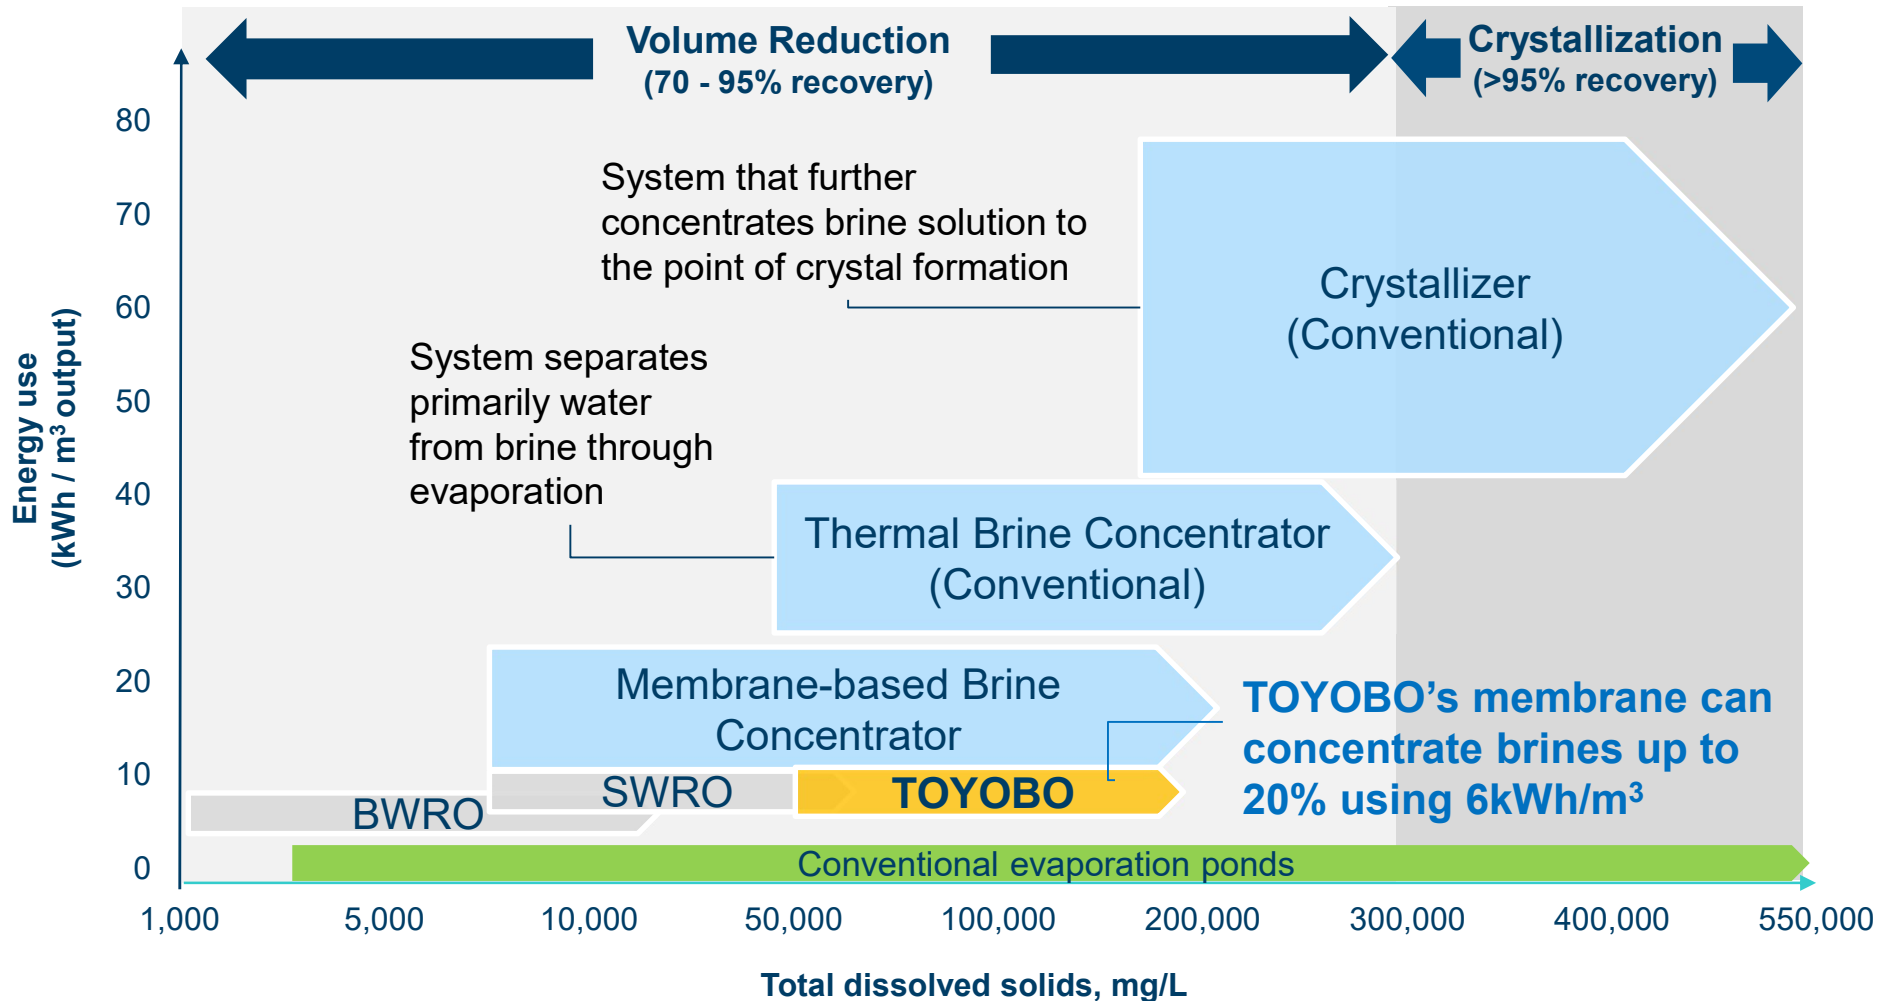 Volume Reduction
(70 - 95% recovery)
Crystallization
(>95% recovery)
Energy use
(kWh / m³ output)
80
70
60
50
40
30
20
10
0
System that further
concentrates brine solution to
the point of crystal formation
Crystallizer
(Conventional)
System separates
primarily water
from brine through
evaporation
Thermal Brine Concentrator
(Conventional)
Membrane-based Brine
Concentrator
TOYOBO's membrane can
concentrate brines up to
20% using 6kWh/m³
SWRO
TOYOBO
BWRO
Conventional evaporation ponds
1,000
5,000
10,000
50,000
100,000
200,000
300,000
400,000
550,000
Total dissolved solids, mg/L